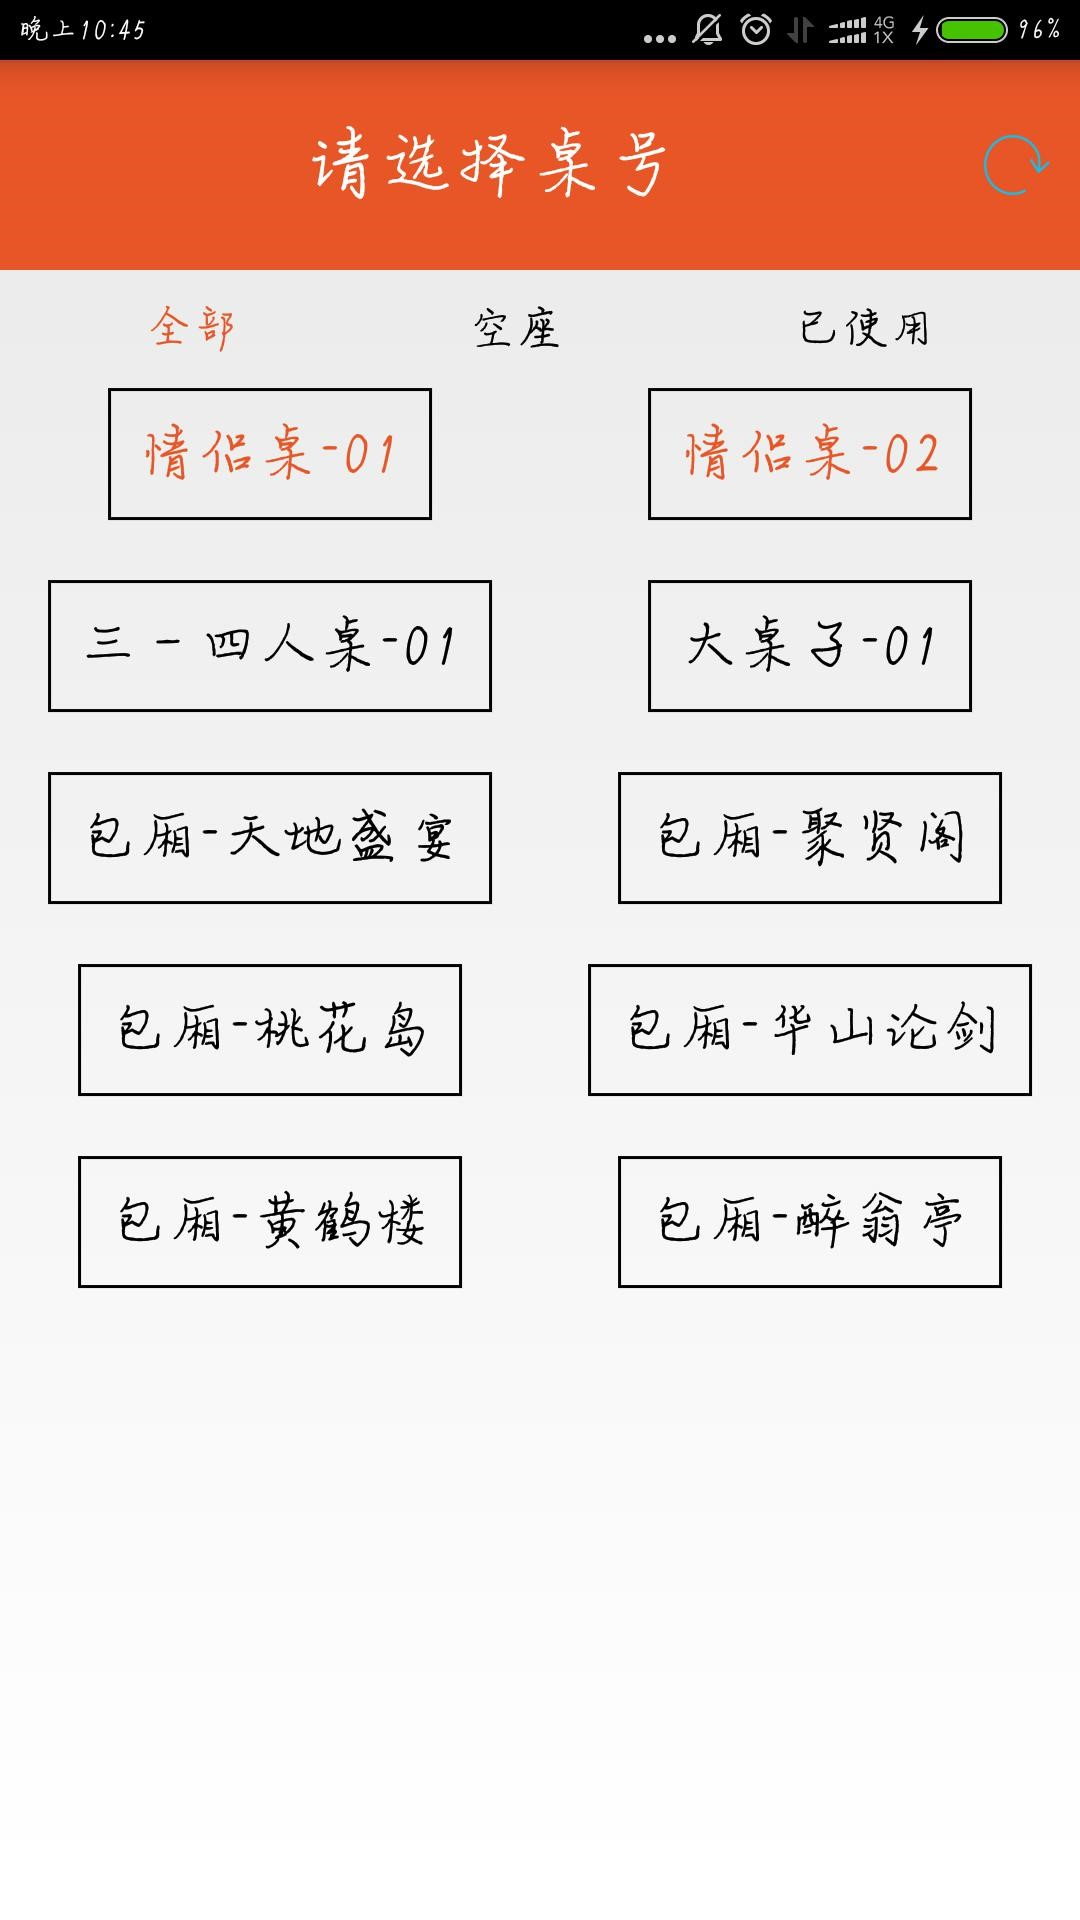 晚上10:45 4G 1X 96%
请选择桌号
全部 空座 已使用
情侣桌-01 情侣桌-02
三-四人桌-01 大桌子-01
包厢-天地盛宴 包厢-聚贤阁
包厢-桃花岛 包厢-华山论剑
包厢-黄鹤楼 包厢-醉翁亭